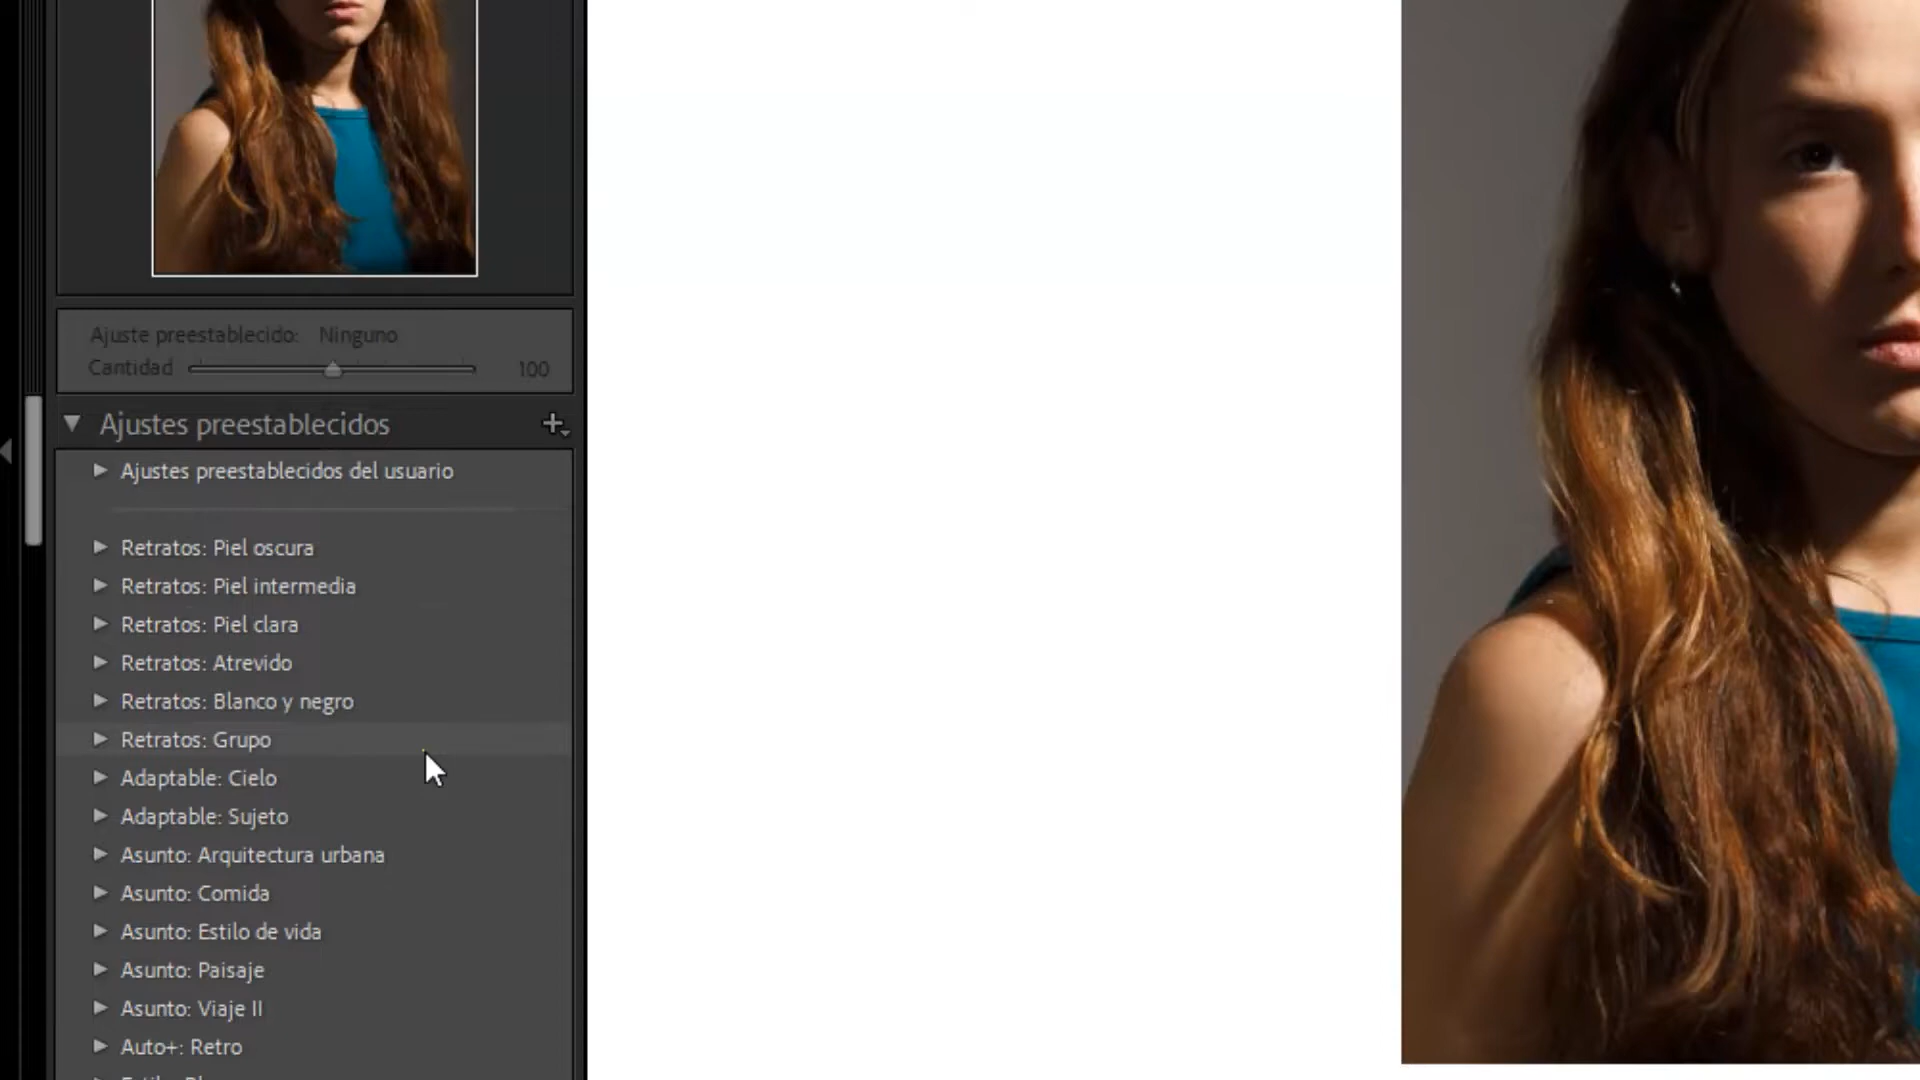 Ajuste preestablecido: Ninguno
Cantidad 100
Ajustes preestablecidos
Ajustes preestablecidos del usuario
Retratos: Piel oscura
Retratos: Piel intermedia
Retratos: Piel clara
Retratos: Atrevido
Retratos: Blanco y negro
Retratos: Grupo
Adaptable: Cielo
Adaptable: Sujeto
Asunto: Arquitectura urbana
Asunto: Comida
Asunto: Estilo de vida
Asunto: Paisaje
Asunto: Viaje II
Auto+: Retro